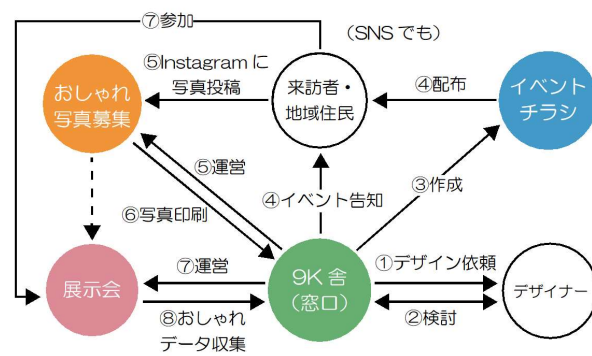 ⑦参加
(SNSでも)
⑤Instagramに
写真投稿
おしゃれ
写真募集
来訪者・
地域住民
④配布
イベント
チラシ
⑤運営
③作成
④イベント告知
⑥写真印刷
⑦運営
①デザイン依頼
展示会
9K舎
(窓口)
デザイナー
②検討
⑧おしゃれ
データ収集